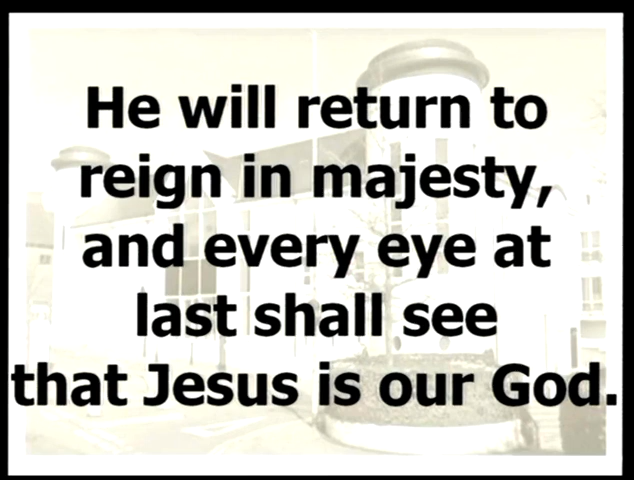 He will return to
reign in majesty,
and every eye at
last shall see
that Jesus is our God.